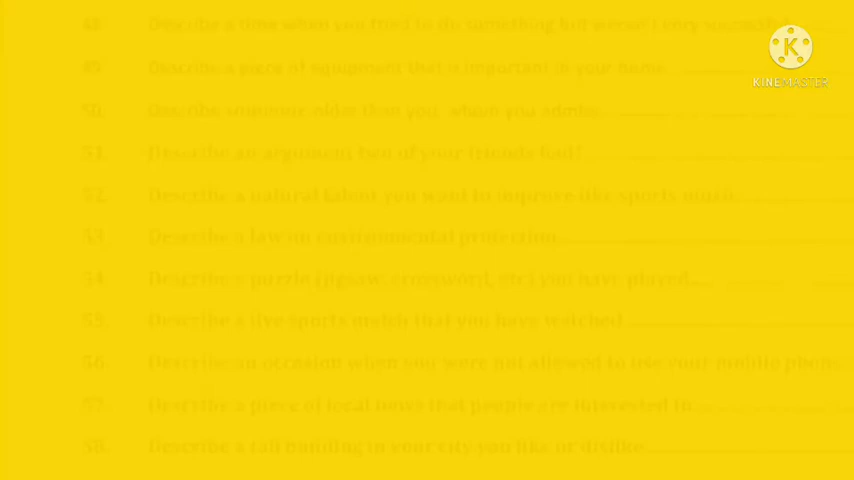 48. Describe a time when you tried to do something but weren't very successful
KINEMASTER
49. Describe a piece of equipment that is important in your home
50. Describe someone older than you, whom you admire
51. Describe an argument two of your friends had?
52. Describe a natural talent you want to improve like sports music
53. Describe a law on environmental protection
54. Describe a puzzle (jigsaw, crossword, etc) you have played
55. Describe a live sports match that you have watched
56. Describe an occasion when you were not allowed to use your mobile phone
57. Describe a piece of local news that people are interested in
58. Describe a tall building in your city you like or dislike